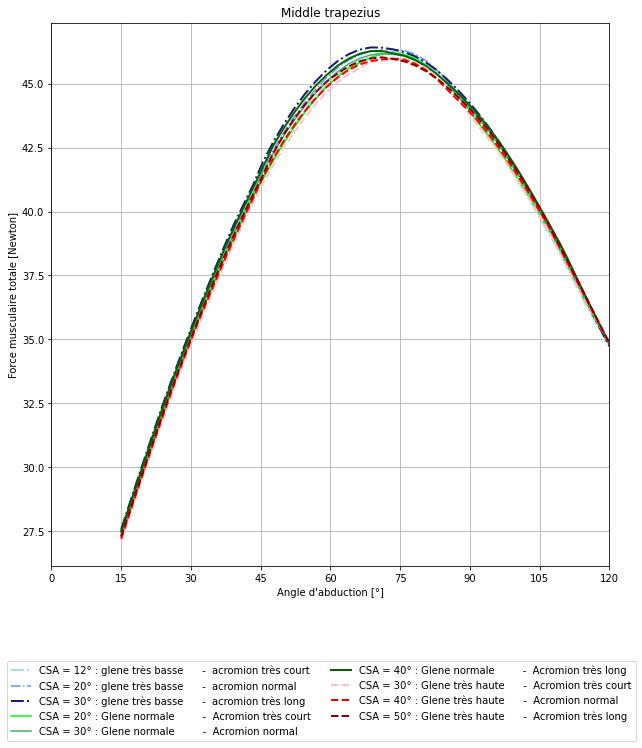 Middle trapezius
Force musculaire totale [Newton]
45.0
42.5
40.0
37.5
35.0
32.5
30.0
27.5
0 15 30 45 60 75 90 105 120
Angle d'abduction [°]
CSA = 12° : glene très basse - acromion très court
CSA = 20° : glene très basse - acromion normal
CSA = 30° : glene très basse - acromion très long
CSA = 20° : Glene normale - Acromion très court
CSA = 30° : Glene normale - Acromion normal
CSA = 40° : Glene normale - Acromion très long
CSA = 30° : Glene très haute - Acromion très court
CSA = 40° : Glene très haute - Acromion normal
CSA = 50° : Glene très haute - Acromion très long